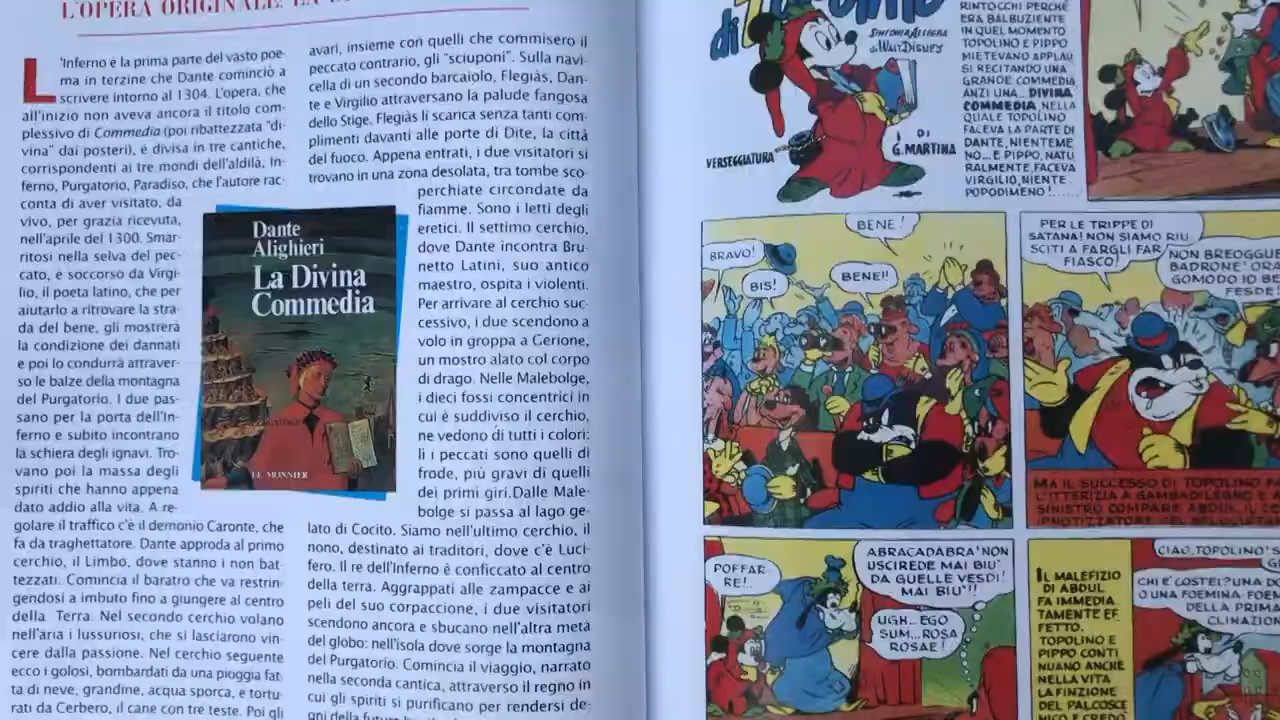 L'OPERA ORIGINALE: LA
L'Inferno è la prima parte del vasto poe-
ma in terzine che Dante cominciò a
scrivere intorno al 1304. L'opera, che
all'inizio non aveva ancora il titolo com-
plessivo di Commedia (poi ribattezzata "di-
vina" dai posteri), è divisa in tre cantiche,
corrispondenti ai tre mondi dell'aldilà, In-
ferno, Purgatorio, Paradiso, che l'autore rac-
conta di aver visitato, da
vivo, per grazia ricevuta,
nell'aprile del 1300. Smar-
ritosi nella selva del pec-
cato, è soccorso da Virgi-
lio, il poeta latino, che per
aiutarlo a ritrovare la stra-
da del bene, gli mostrerà
la condizione dei dannati
e poi lo condurrà attraver-
so le balze della montagna
del Purgatorio. I due pas-
sano per la porta dell'In-
ferno e subito incontrano
la schiera degli ignavi. Tro-
vano poi la massa degli
spiriti che hanno appena
dato addio alla vita. A re-
golare il traffico c'è il demonio Caronte, che
fa da traghettatore. Dante approda al primo
cerchio, il Limbo, dove stanno i non bat-
tezzati. Comincia il baratro che va restrin-
gendosi a imbuto fino a giungere al centro
della Terra. Nel secondo cerchio volano
nell'aria i lussuriosi, che si lasciarono vin-
cere dalla passione. Nel cerchio seguente
ecco i golosi, bombardati da una pioggia fat-
ta di neve, grandine, acqua sporca, e tortu-
rati da Cerbero, il cane con tre teste. Poi gli
Dante
Alighieri
La Divina
Commedia
LE MONNIER
avari, insieme con quelli che commisero il
peccato contrario, gli "sciuponi". Sulla navi-
cella di un secondo barcaiolo, Flegiàs, Dan-
te e Virgilio attraversano la palude fangosa
dello Stige. Flegiàs li scarica senza tanti com-
plimenti davanti alle porte di Dite, la città
del fuoco. Appena entrati, i due visitatori si
trovano in una zona desolata, tra tombe sco-
perchiate circondate da
fiamme. Sono i letti degli
eretici. Il settimo cerchio,
dove Dante incontra Bru-
netto Latini, suo antico
maestro, ospita i violenti.
Per arrivare al cerchio suc-
cessivo, i due scendono a
volo in groppa a Gerione,
un mostro alato col corpo
di drago. Nelle Malebolge,
i dieci fossi concentrici in
cui è suddiviso il cerchio,
ne vedono di tutti i colori:
lì i peccati sono quelli di
frode, più gravi di quelli
dei primi giri.Dalle Male-
bolge si passa al lago ge-
lato di Cocito. Siamo nell'ultimo cerchio, il
nono, destinato ai traditori, dove c'è Luci-
fero. Il re dell'Inferno è conficcato al centro
della terra. Aggrappati alle zampacce e ai
peli del suo corpaccione, i due visitatori
scendono ancora e sbucano nell'altra metà
del globo: nell'isola dove sorge la montagna
del Purgatorio. Comincia il viaggio, narrato
nella seconda cantica, attraverso il regno in
cui gli spiriti si purificano per rendersi de-
gni della futura
di Topolino
SINFONIA ALLEGRA
di WALT DISNEY
VERSEGGIATURA
DI
G. MARTINA
RINTOCCHI PERCHÉ
ERA BALBUZIENTE
IN QUEL MOMENTO
TOPOLINO E PIPPO
MIETEVANO APPLAU
SI RECITANDO UNA
GRANDE COMMEDIA
ANZI UNA... DIVINA
COMMEDIA, NELLA
QUALE TOPOLINO
FACEVA LA PARTE DI
DANTE, NIENTEME
NO... E PIPPO, NATU
RALMENTE, FACEVA
VIRGILIO, NIENTE
POPODIMENO!......
BRAVO!
BIS!
BENE!
BENE!!
PER LE TRIPPE DI
SATANA! NON SIAMO RIU
SCITI A FARGLI FAR
FIASCO!
NON BREOGGUE
BADRONE' ORA
GOMODO IO BE
FESDE!
MA IL SUCCESSO DI TOPOLINO FA
L'ITTERIZIA A GAMBADILEGNO E A
SINISTRO COMPARE ABDUL, IL CO
POFFAR
RE!..
ABRACADABRA' NON
USCIREDE MAI BIU'
DA GUELLE VESDI!
MAI BIU'!!
UGH... EGO
SUM... ROSA
ROSAE!
IL MALEFIZIO
DI ABDUL
FA IMMEDIA
TAMENTE EF
FETTO.
TOPOLINO E
PIPPO CONTI
NUANO ANCHE
NELLA VITA
LA FINZIONE
DEL PALCOSCE
NICO E CREDO
CIAO, TOPOLINO!
CHI E' COSTEI? UNA DO
O UNA FOEMINA FOEM
DELLA PRIMA
CLINAZION